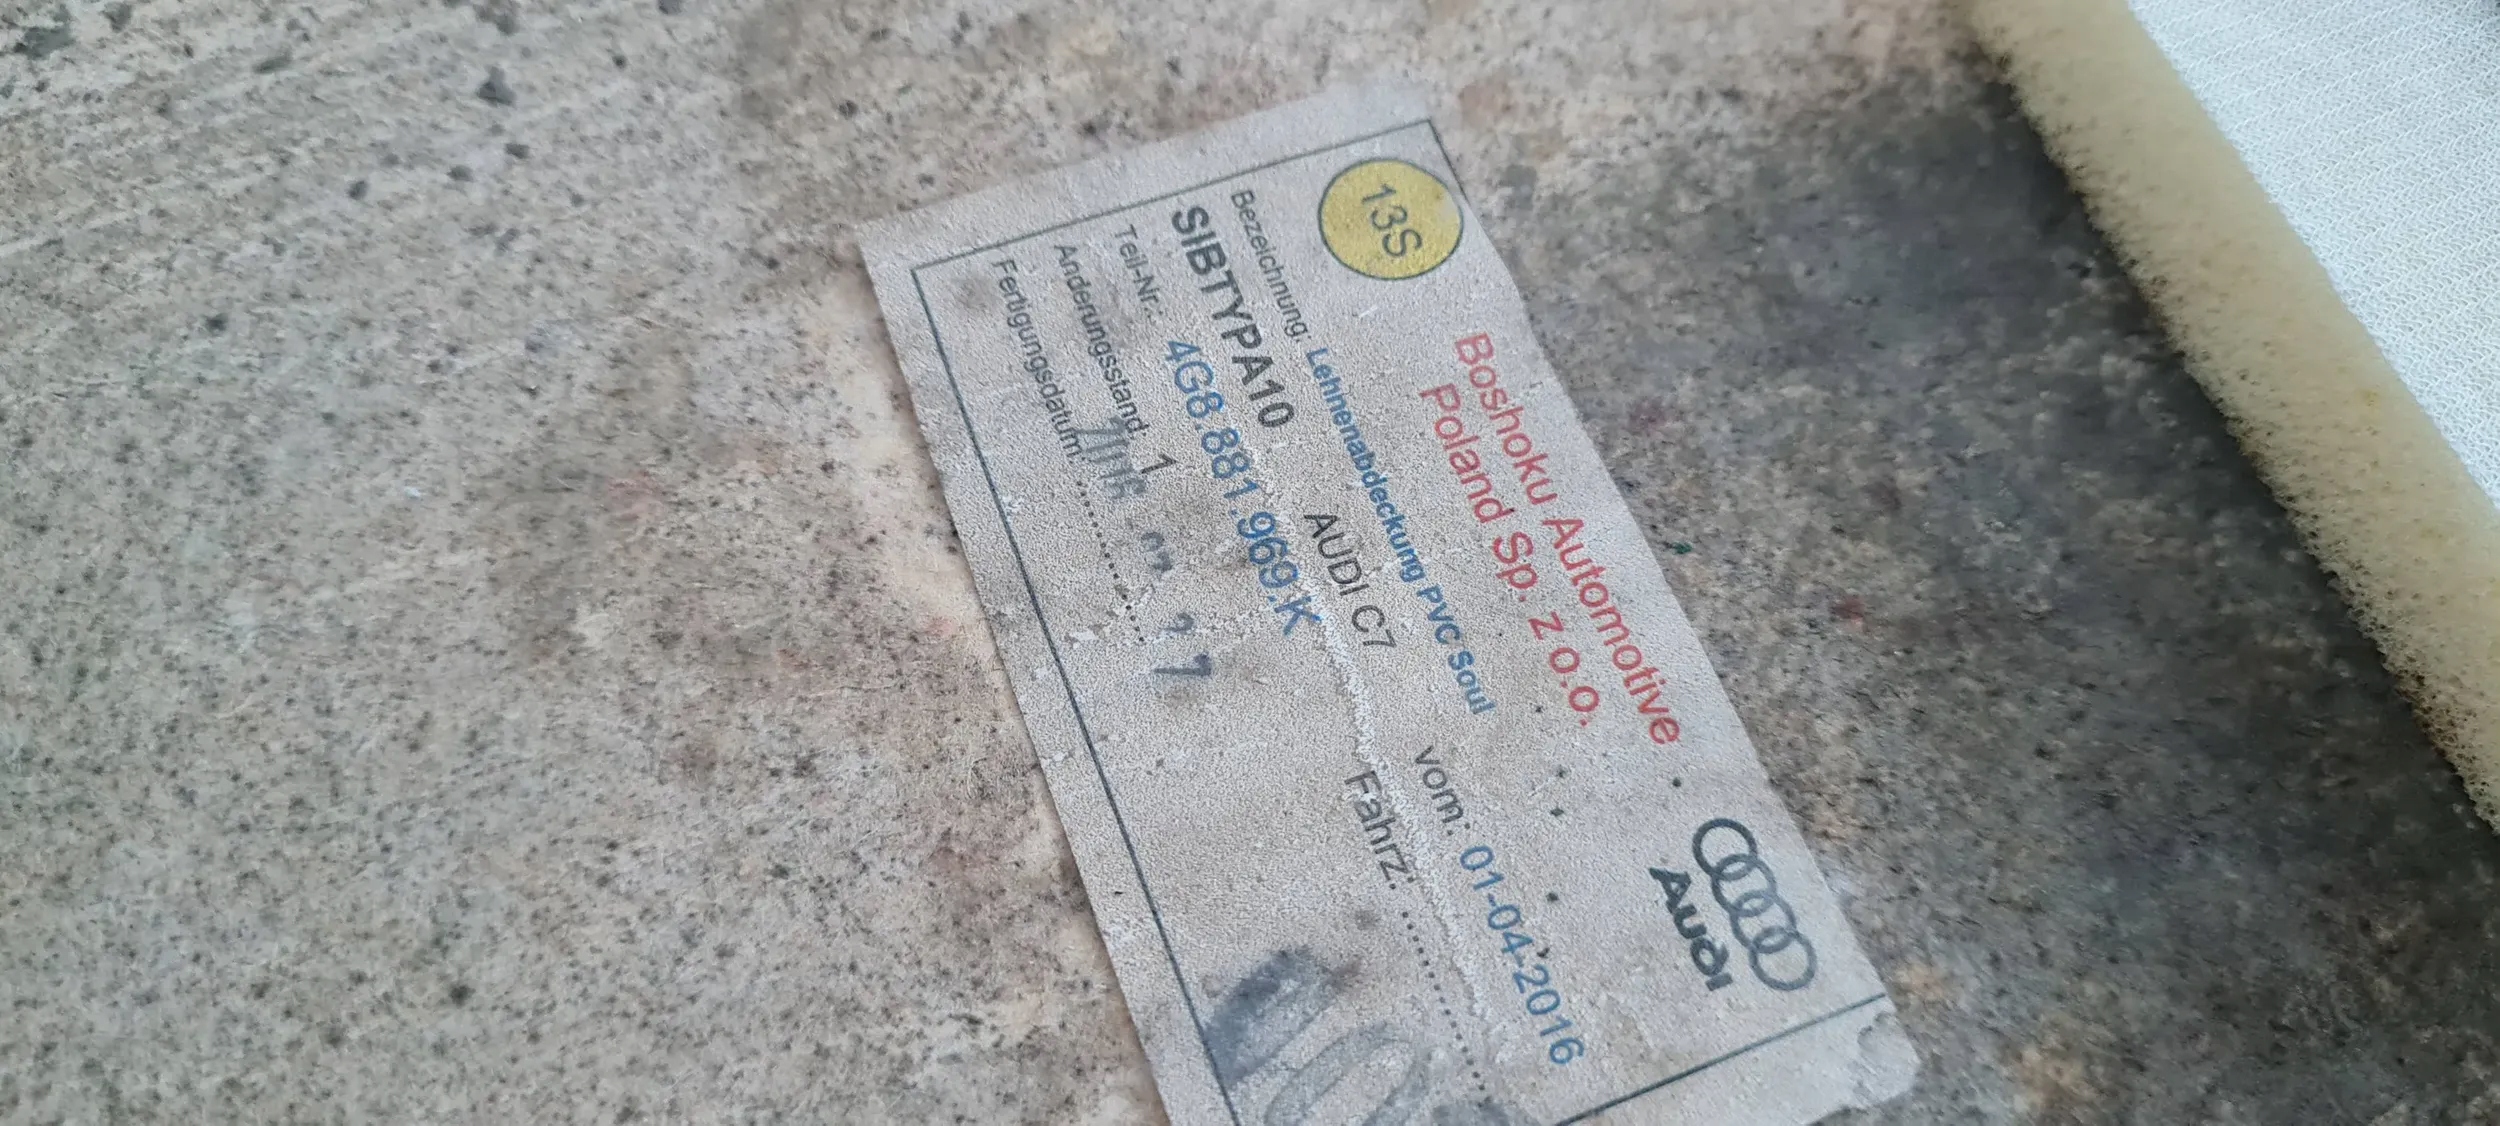 Boshoku Automotive
Poland Sp. z o.o.
Audi
13S
Bezeichnung: Lehnenabdeckung PVC Soul
vom: 01-04-2016
SIBTYPA10 AUDI C7 Fahrz.:
Teil-Nr.: 4G8.881.969.K
Änderungsstand: 1
Fertigungsdatum: